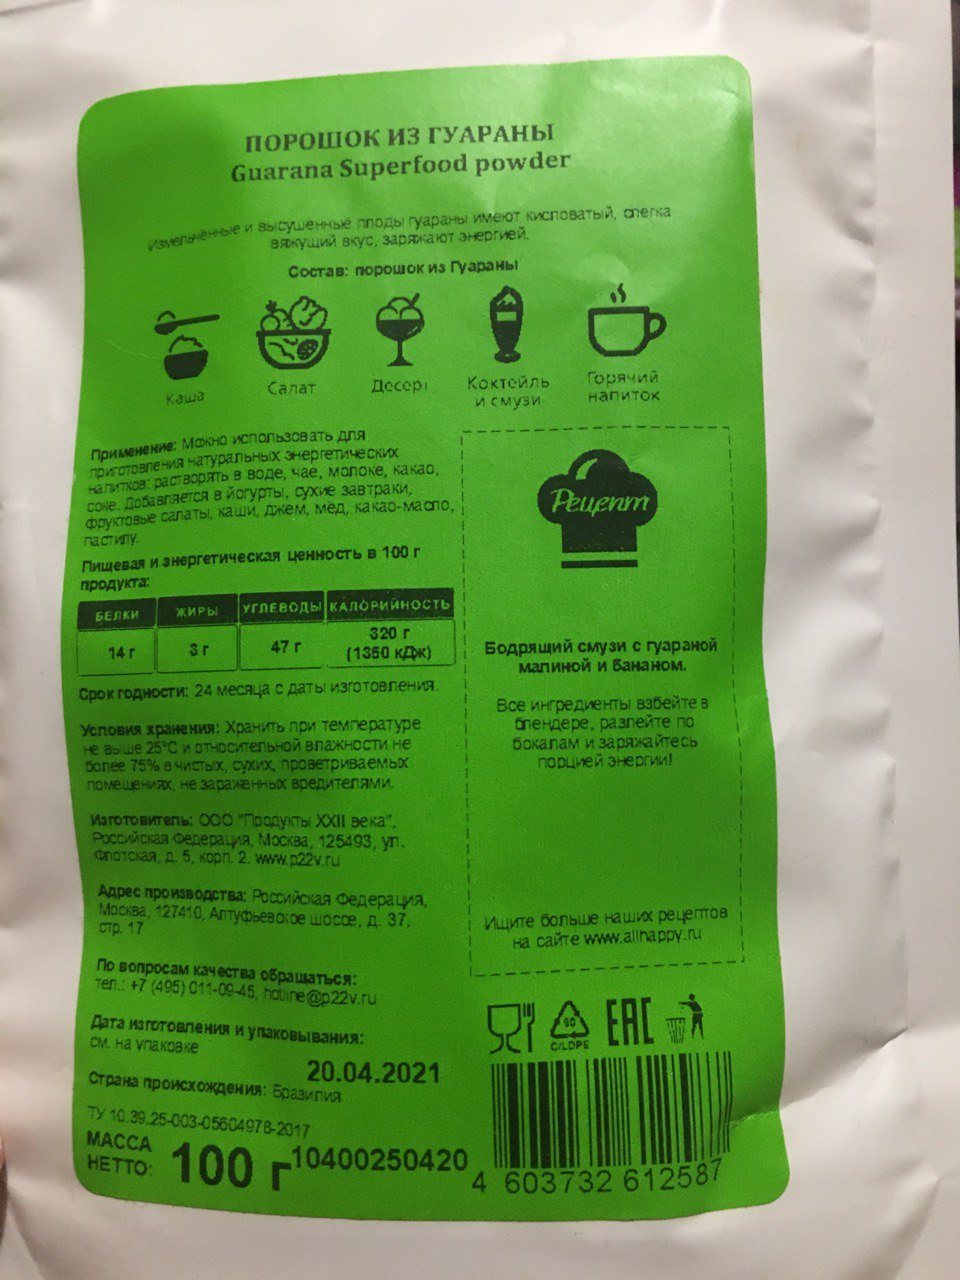 ПОРОШОК ИЗ ГУАРАНЫ
Guarana Superfood powder
Измельчённые и высушенные плоды гуараны имеют кисловатый, слегка
вяжущий вкус, заряжают энергией.
Состав: порошок из Гуараны
Каша
Салат
Десерт
Коктейль
и смузи
Горячий
напиток
Применение: Можно использовать для
приготовления натуральных энергетических
напитков: растворять в воде, чае, молоке, какао,
соке. Добавляется в йогурты, сухие завтраки,
фруктовые салаты, каши, джем, мёд, какао-масло,
пастилу.
Пищевая и энергетическая ценность в 100 г
продукта:
БЕЛКИ ЖИРЫ УГЛЕВОДЫ КАЛОРИЙНОСТЬ
14 г 3 г 47 г 320 г
(1350 кДж)
Срок годности: 24 месяца с даты изготовления.
Условия хранения: Хранить при температуре
не выше 25°С и относительной влажности не
более 75% в чистых, сухих, проветриваемых
помещениях, не зараженных вредителями.
Изготовитель: ООО "Продукты XXII века",
Российская Федерация, Москва, 125493, ул.
Флотская, д. 5, корп. 2. www.p22v.ru
Адрес производства: Российская Федерация,
Москва, 127410, Алтуфьевское шоссе, д. 37,
стр. 17
По вопросам качества обращаться:
тел.: +7 (495) 011-09-45, hotline@p22v.ru
Дата изготовления и упаковывания:
см. на упаковке
20.04.2021
Страна происхождения: Бразилия
ТУ 10.39.25-003-05604978-2017
МАССА
НЕТТО: 100 г
10400250420
Рецепт
Бодрящий смузи с гуараной
малиной и бананом.
Все ингредиенты взбейте в
блендере, разлейте по
бокалам и заряжайтесь
порцией энергии!
Ищите больше наших рецептов
на сайте www.allhappy.ru
90
C/LDPE
EAC
4 603732 612587